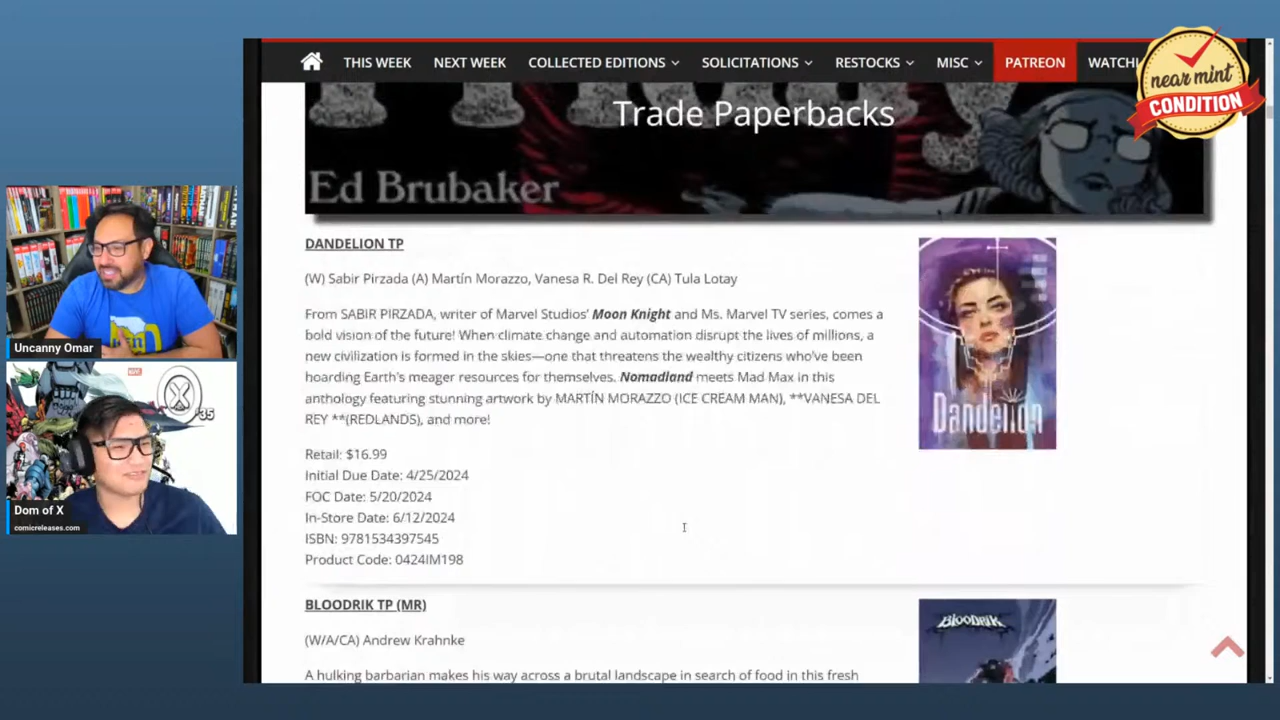 THIS WEEK NEXT WEEK COLLECTED EDITIONS SOLICITATIONS RESTOCKS MISC PATREON
near mint
CONDITION
Trade Paperbacks
Ed Brubaker
DANDELION TP
(W) Sabir Pirzada (A) Martín Morazzo, Vanesa R. Del Rey (CA) Tula Lotay
From SABIR PIRZADA, writer of Marvel Studios' Moon Knight and Ms. Marvel TV series, comes a
bold vision of the future! When climate change and automation disrupt the lives of millions, a
new civilization is formed in the skies—one that threatens the wealthy citizens who've been
hoarding Earth's meager resources for themselves. Nomadland meets Mad Max in this
anthology featuring stunning artwork by MARTÍN MORAZZO (ICE CREAM MAN), **VANESA DEL
REY **(REDLANDS), and more!
Dandelion
Retail: $16.99
Initial Due Date: 4/25/2024
FOC Date: 5/20/2024
In-Store Date: 6/12/2024
ISBN: 9781534397545
Product Code: 0424IM198
BLOODRIK TP (MR)
(W/A/CA) Andrew Krahnke
A hulking barbarian makes his way across a brutal landscape in search of food in this fresh
BLOODRIK
Uncanny Omar
35
Dom of X
comicreleases.com